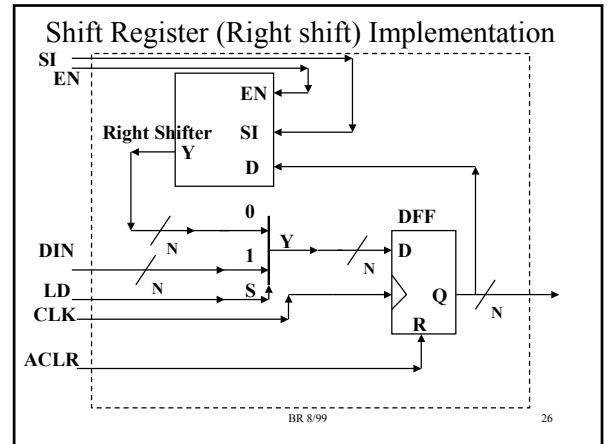 Shift Register (Right shift) Implementation
SI
EN
EN
SI
Right Shifter
Y
D
0
DFF
N
Y
D
DIN
1
N
N
LD
S
Q
N
CLK
R
ACLR
BR 8/99
26